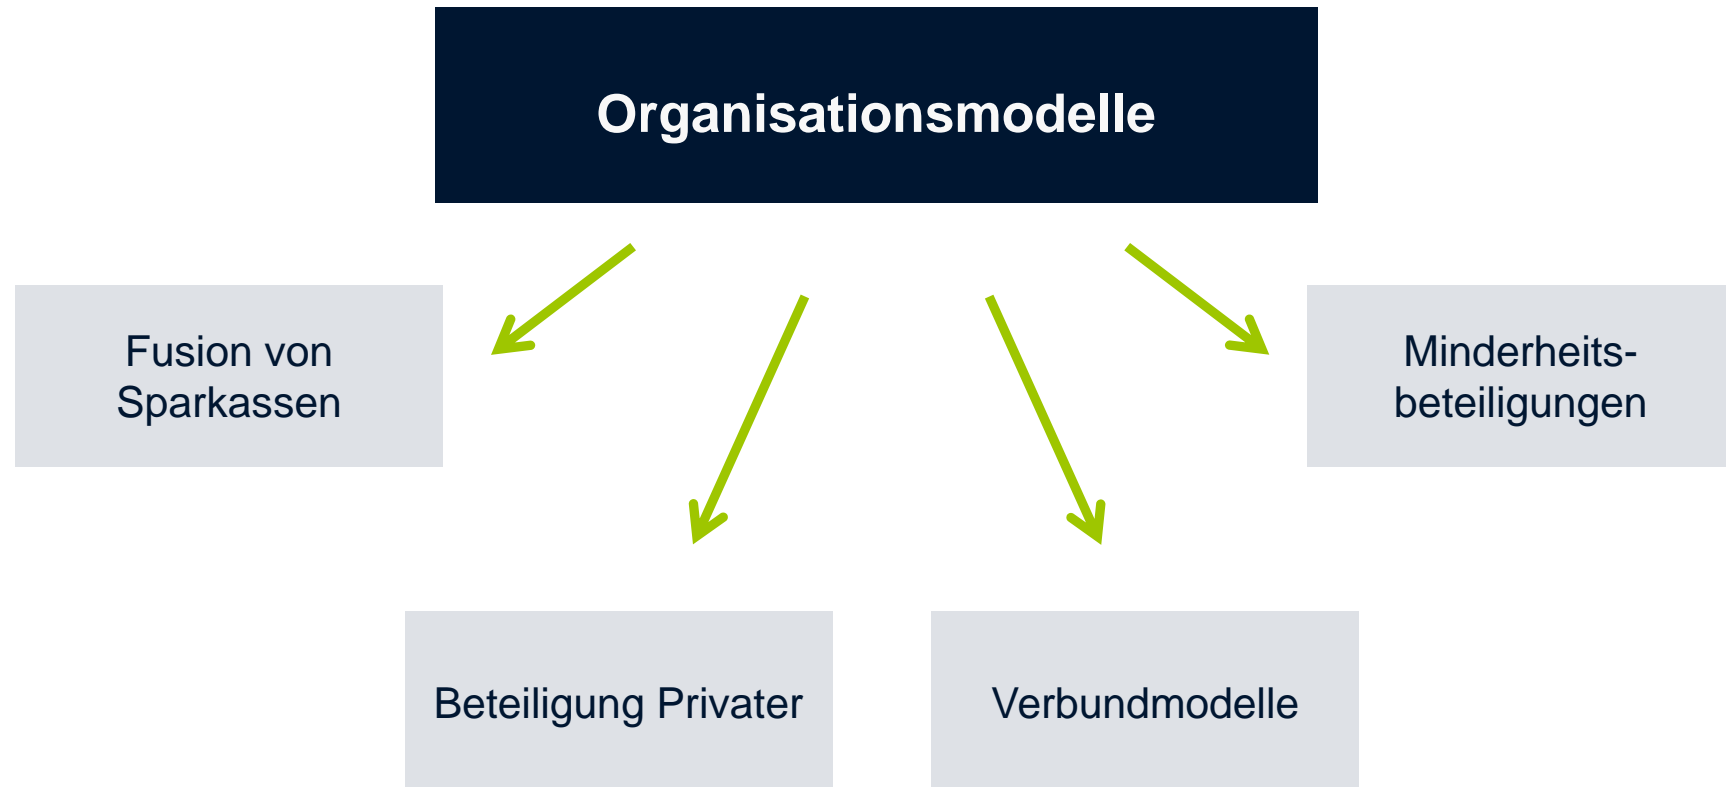 Organisationsmodelle
Fusion von
Sparkassen
Minderheits-
beteiligungen
Beteiligung Privater
Verbundmodelle